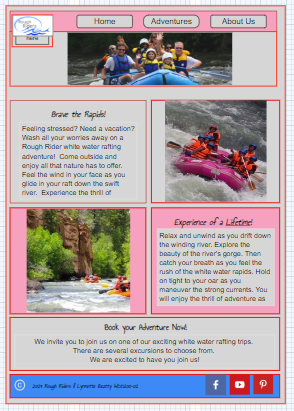 Rough
Riders
Home
Adventures
About Us
Brave the Rapids!
Feeling stressed? Need a vacation?
Wash all your worries away on a
Rough Rider white water rafting
adventure! Come outside and
enjoy all that nature has to offer.
Feel the wind in your face as you
glide in your raft down the swift
river. Experience the thrill of
Experience of a Lifetime!
Relax and unwind as you drift down
the winding river. Explore the
beauty of the river's gorge. Then
catch your breath as you feel the
rush of the white water rapids. Hold
on tight to your oar as you
maneuver the strong currents. You
will enjoy the thrill of adventure as
Book your Adventure Now!
We invite you to join us on one of our exciting white water rafting trips.
There are several excursions to choose from.
We are excited to have you join us!
© Rough Riders